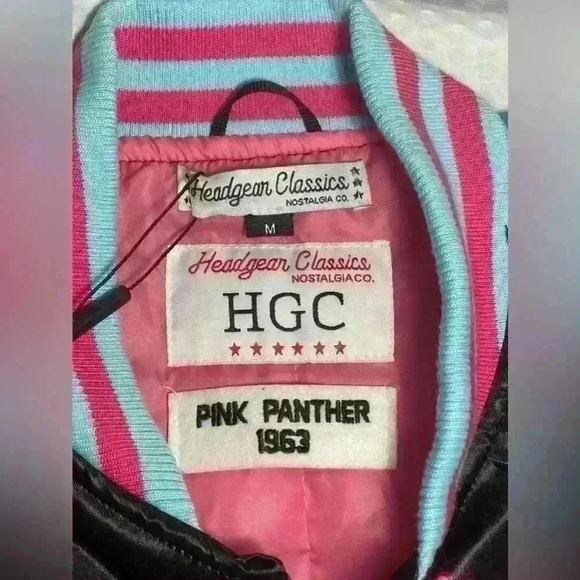 Headgear Classics
NOSTALGIA CO.
M
Headgear Classics
NOSTALGIA CO.
HGC
PINK PANTHER
1963